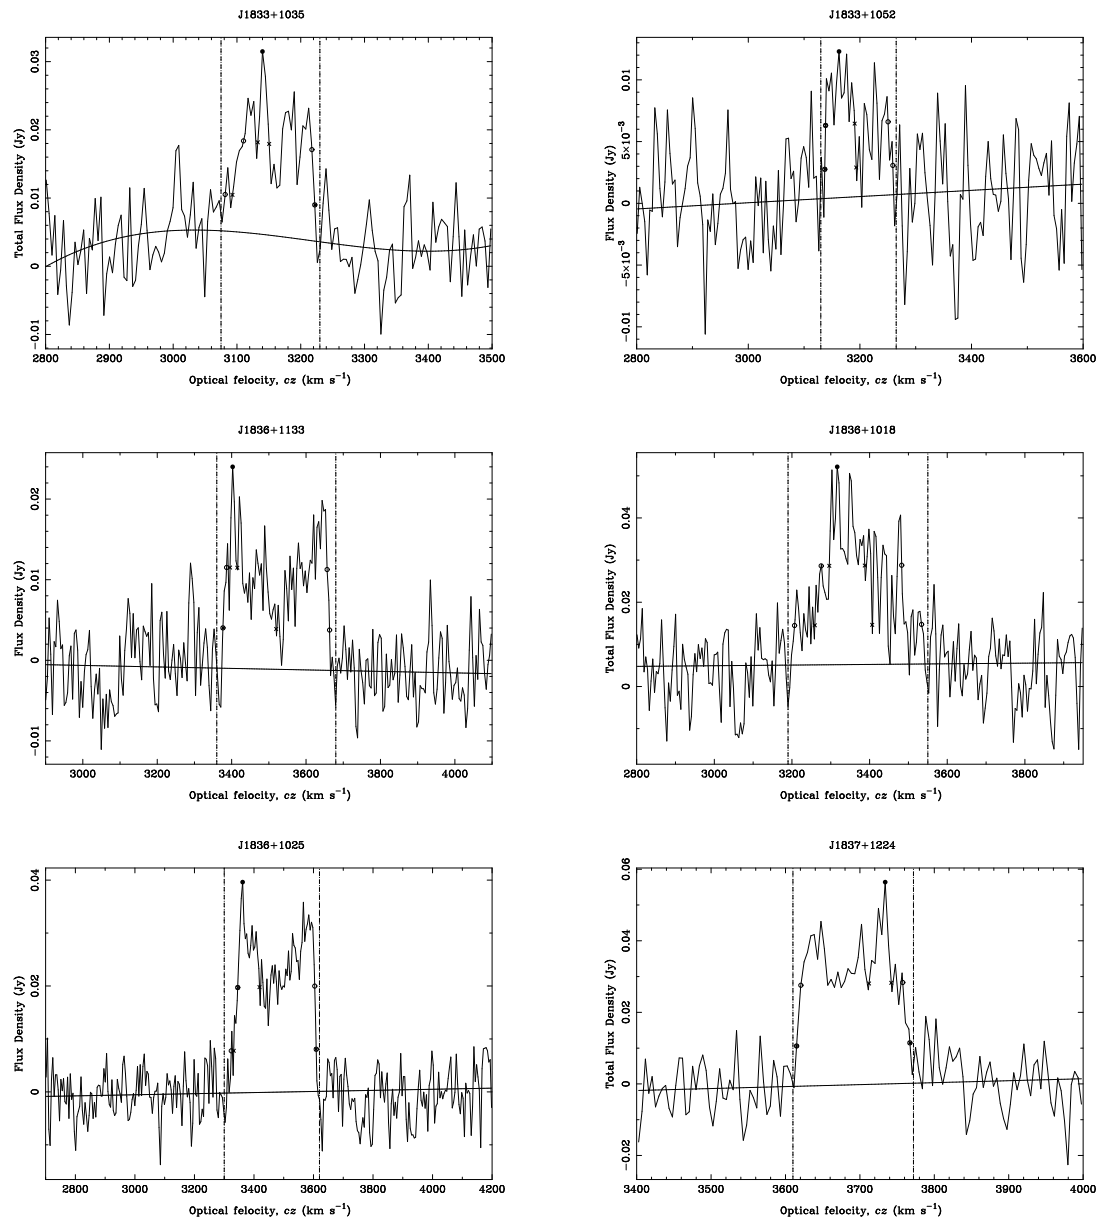 J1833+1035
J1833+1052
Total Flux Density (Jy)
−0.01 0 0.01 0.02 0.03
2800 2900 3000 3100 3200 3300 3400 3500
Optical felocity, cz (km s⁻¹)
Flux Density (Jy)
−0.01 −5×10⁻³ 0 5×10⁻³ 0.01
2800 3000 3200 3400 3600
Optical felocity, cz (km s⁻¹)
J1836+1133
J1836+1018
Flux Density (Jy)
−0.01 0 0.01 0.02
3000 3200 3400 3600 3800 4000
Optical felocity, cz (km s⁻¹)
Total Flux Density (Jy)
0 0.02 0.04
2800 3000 3200 3400 3600 3800
Optical felocity, cz (km s⁻¹)
J1836+1025
J1837+1224
Flux Density (Jy)
0 0.02 0.04
2800 3000 3200 3400 3600 3800 4000 4200
Optical felocity, cz (km s⁻¹)
Total Flux Density (Jy)
−0.02 0 0.02 0.04 0.06
3400 3500 3600 3700 3800 3900 4000
Optical felocity, cz (km s⁻¹)